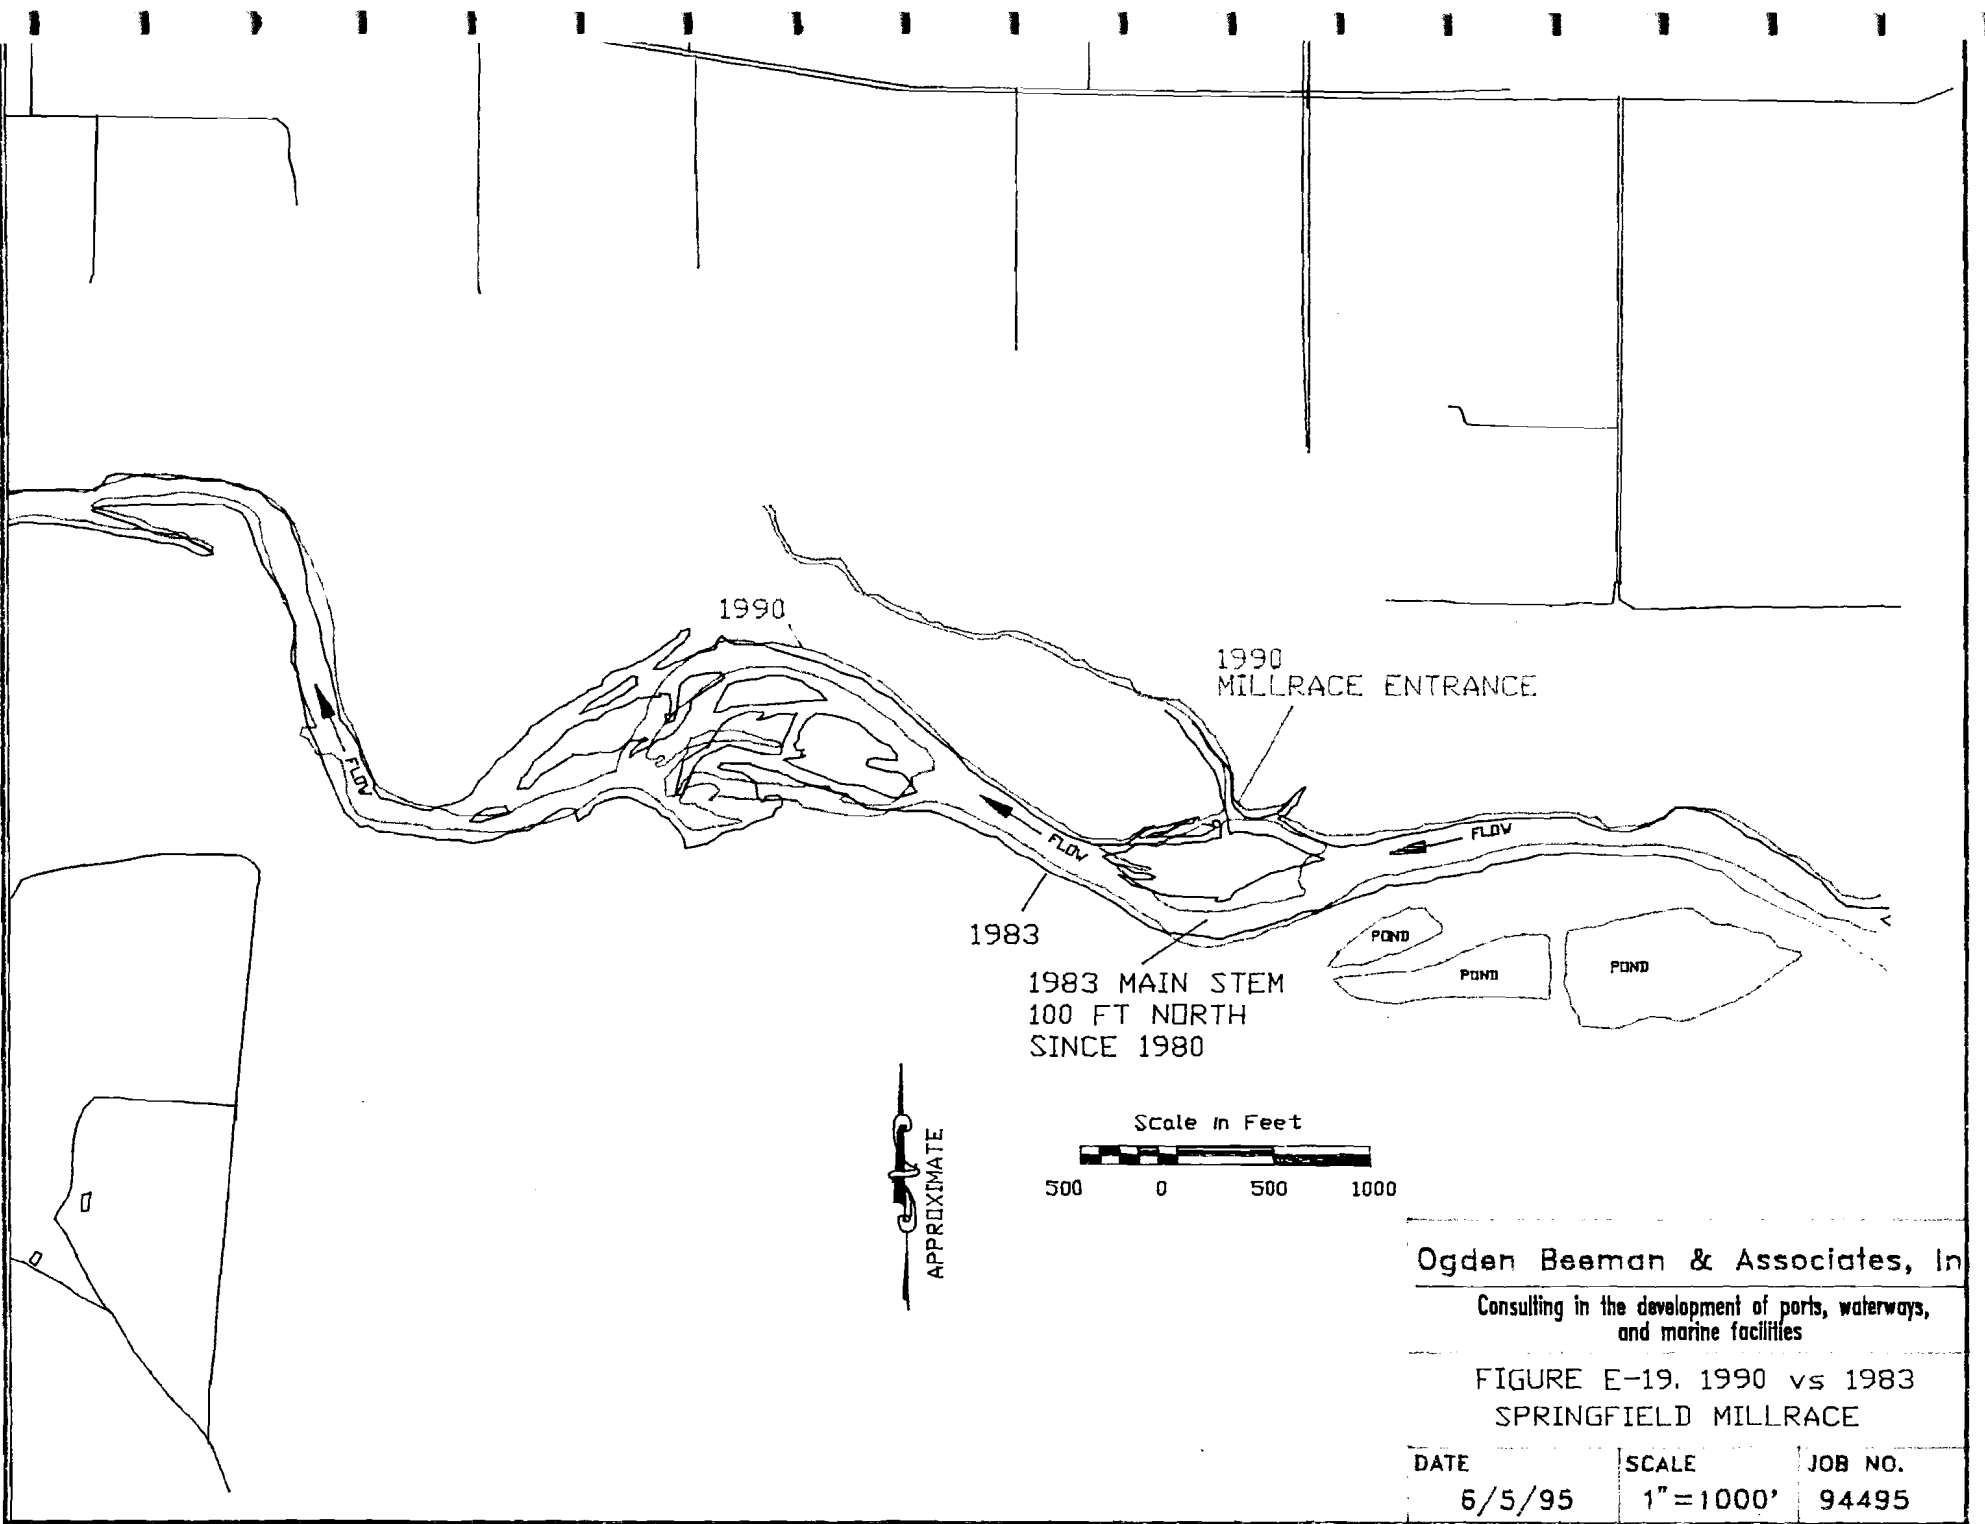 1990
1990
MILLRACE ENTRANCE
FLOW
FLOW
FLOW
1983
POND
POND
POND
1983 MAIN STEM
100 FT NORTH
SINCE 1980
APPROXIMATE
Scale in Feet
500 0 500 1000
Ogden Beeman & Associates, In
Consulting in the development of ports, waterways,
and marine facilities
FIGURE E-19. 1990 vs 1983
SPRINGFIELD MILLRACE
DATE SCALE JOB NO.
6/5/95 1"=1000' 94495